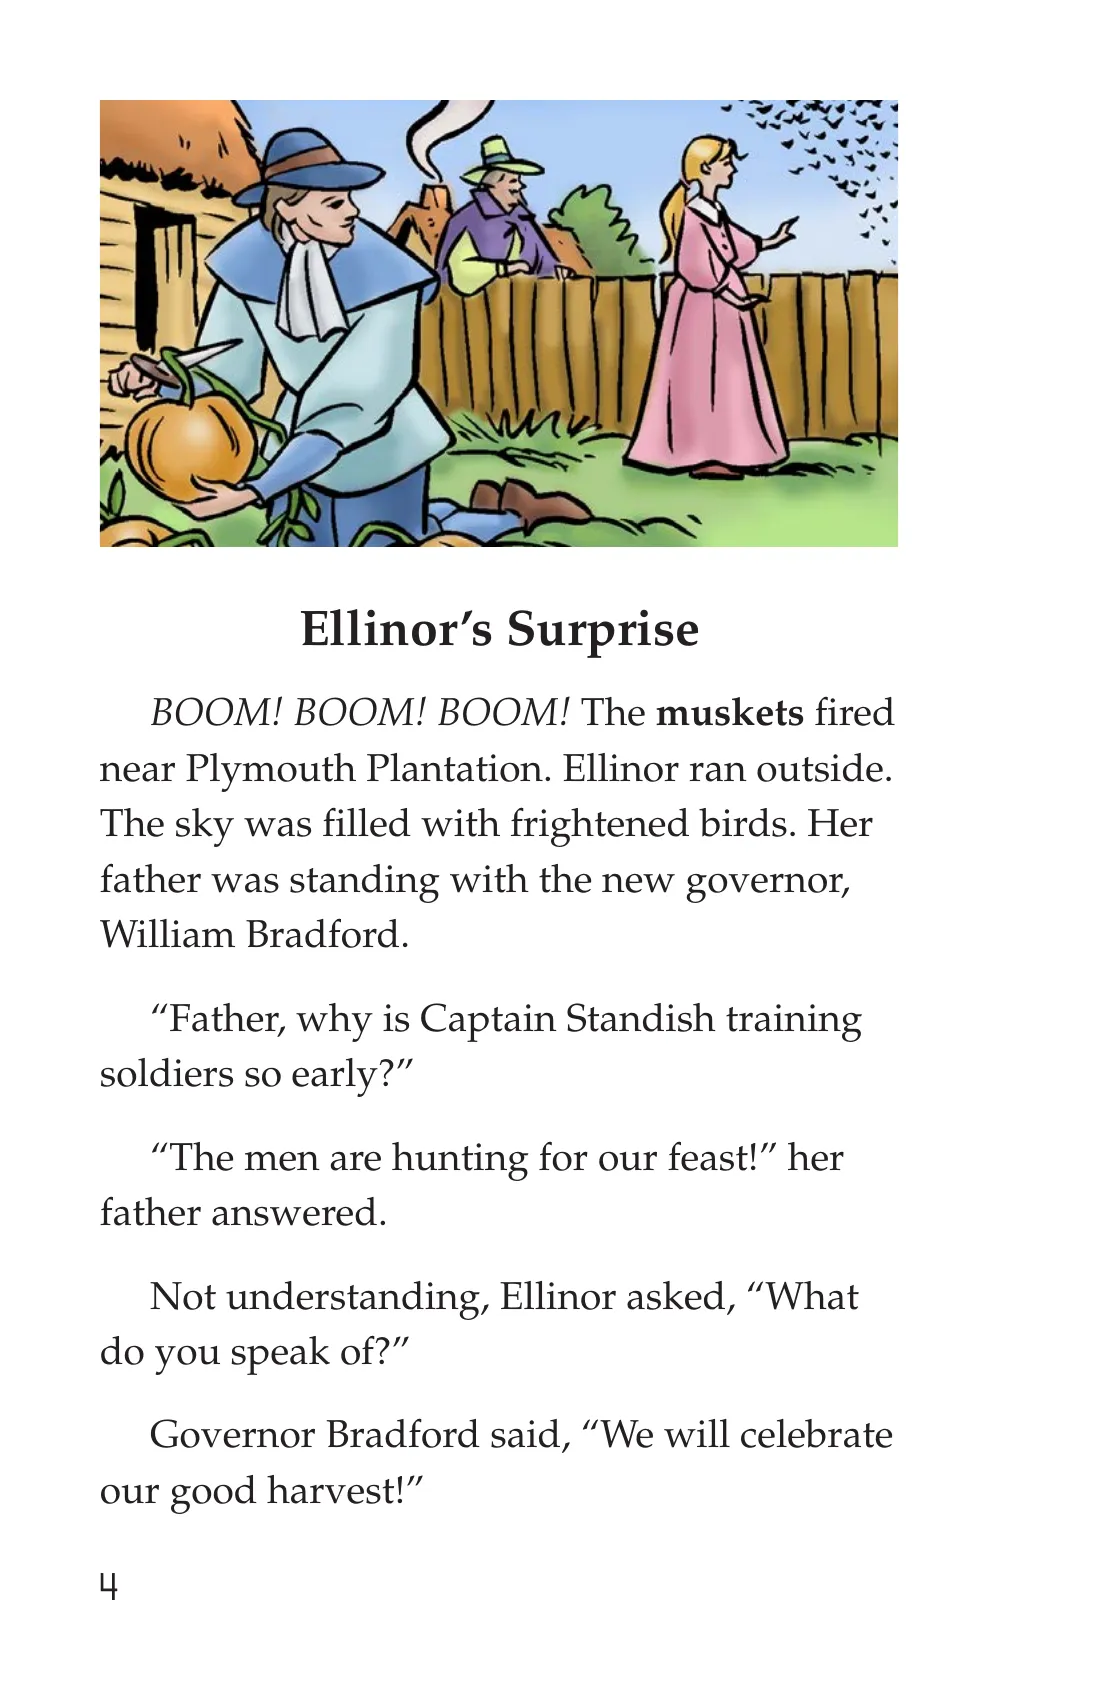 Ellinor’s Surprise
BOOM! BOOM! BOOM! The muskets fired
near Plymouth Plantation. Ellinor ran outside.
The sky was filled with frightened birds. Her
father was standing with the new governor,
William Bradford.
“Father, why is Captain Standish training
soldiers so early?”
“The men are hunting for our feast!” her
father answered.
Not understanding, Ellinor asked, “What
do you speak of?”
Governor Bradford said, “We will celebrate
our good harvest!”
4